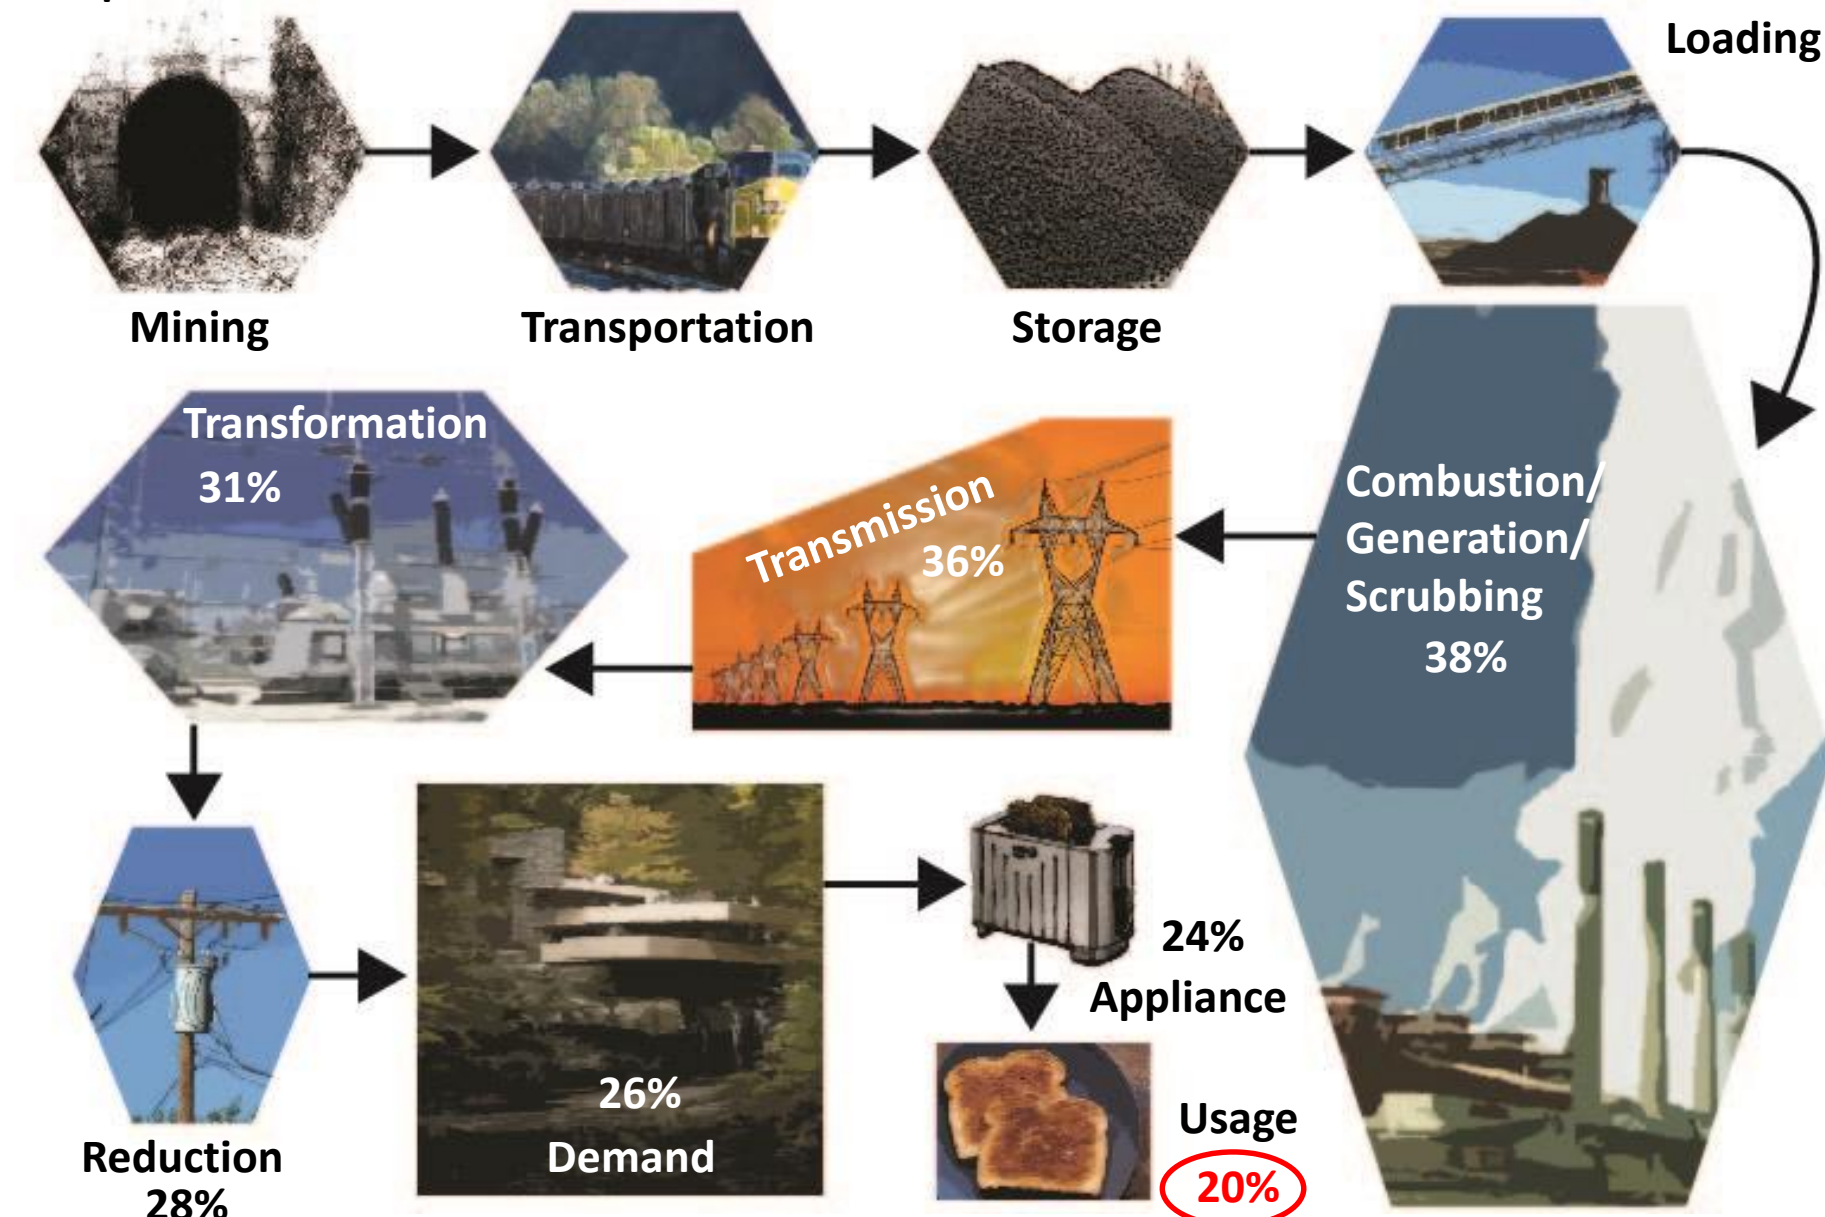 Loading
Mining
Transportation
Storage
Transformation
31%
Transmission
36%
Combustion/
Generation/
Scrubbing
38%
Reduction
28%
26%
Demand
24%
Appliance
Usage
20%